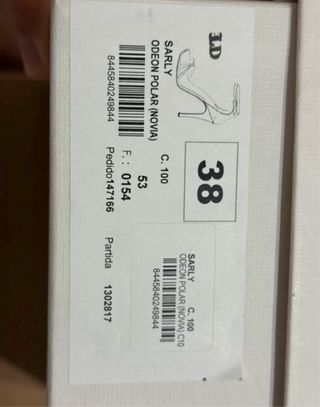 LD
38
SARLY C. 100
ODEON POLAR (NOVIA)
8445840249844
53
F. : 0154
Pedido147166 Partida 1302817
SARLY C. 100
ODEON POLAR (NOVIA) C10
8445840249844